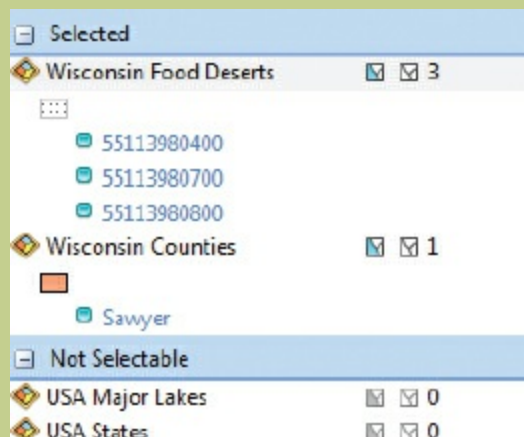 Selected
Wisconsin Food Deserts 3
55113980400
55113980700
55113980800
Wisconsin Counties 1
Sawyer
Not Selectable
USA Major Lakes 0
USA States 0